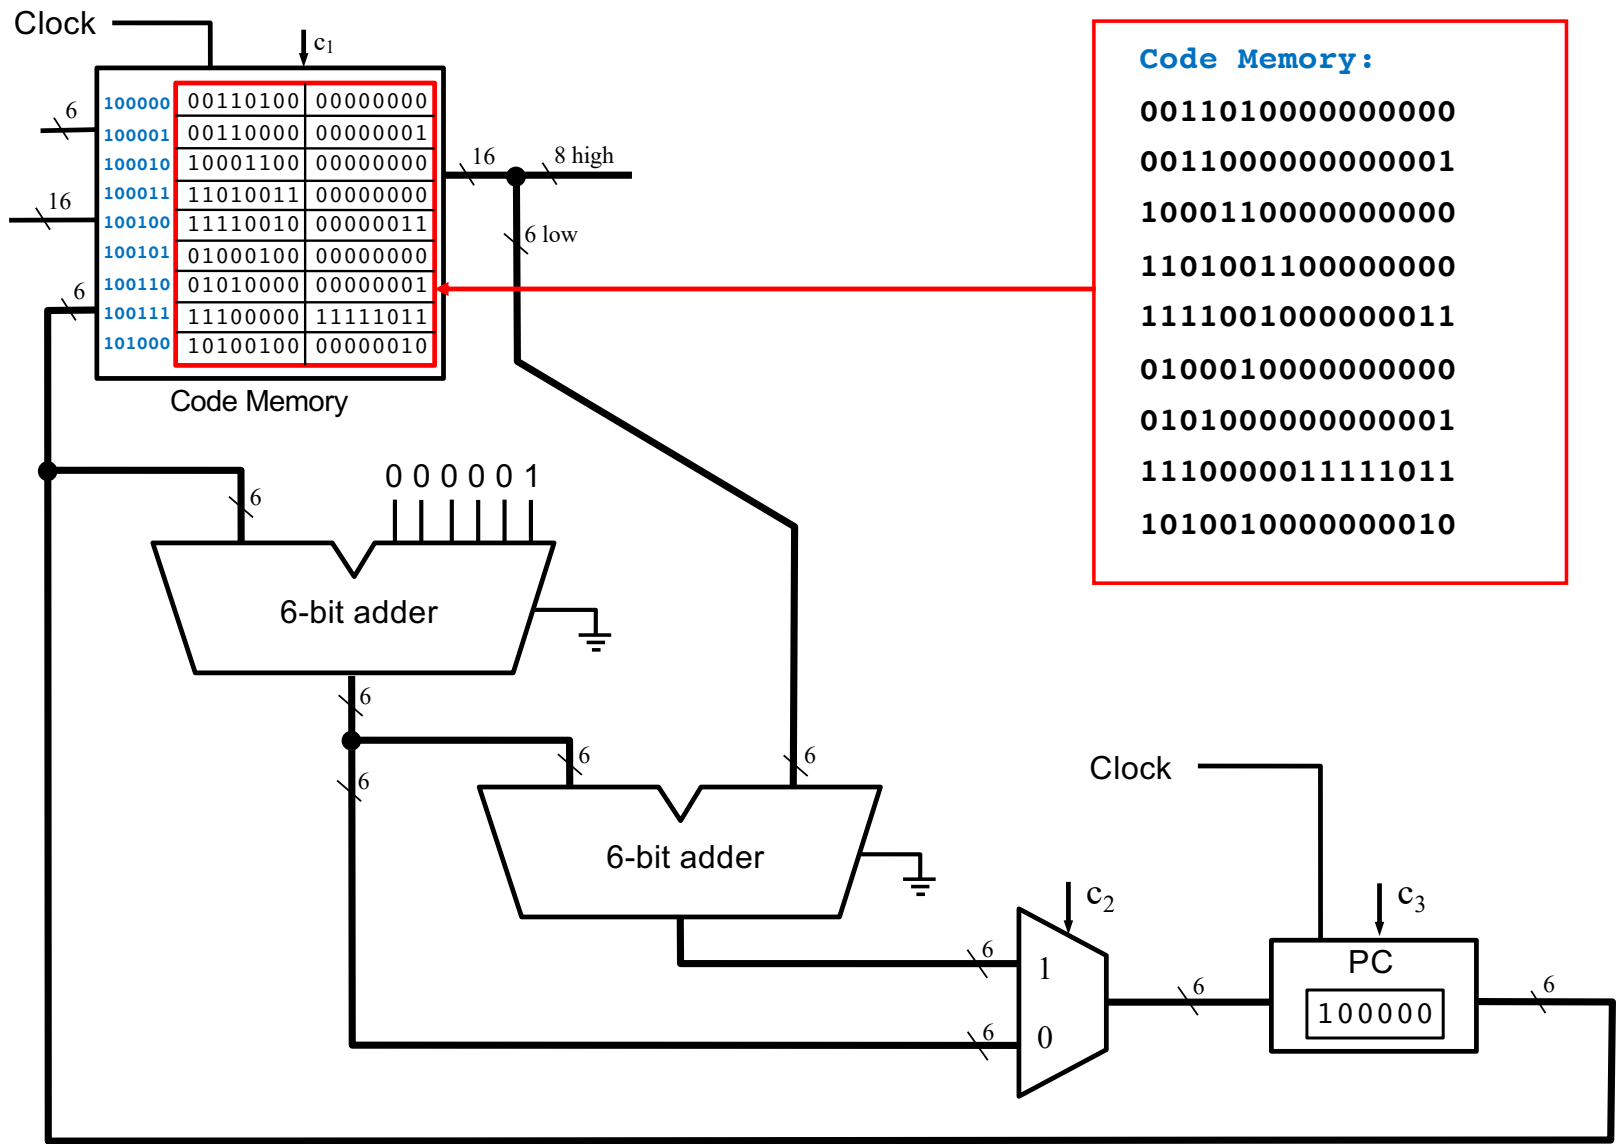 Clock
c1
6
16
6
100000 00110100 00000000
100001 00110000 00000001
100010 10001100 00000000
100011 11010011 00000000
100100 11110010 00000011
100101 01000100 00000000
100110 01010000 00000001
100111 11100000 11111011
101000 10100100 00000010
Code Memory
16
8 high
6 low
Code Memory:
0011010000000000
0011000000000001
1000110000000000
1101001100000000
1111001000000011
0100010000000000
0101000000000001
1110000011111011
1010010000000010
6
0 0 0 0 0 1
6-bit adder
6
6
6
6
6-bit adder
6
6
1
0
c2
6
Clock
c3
PC
100000
6